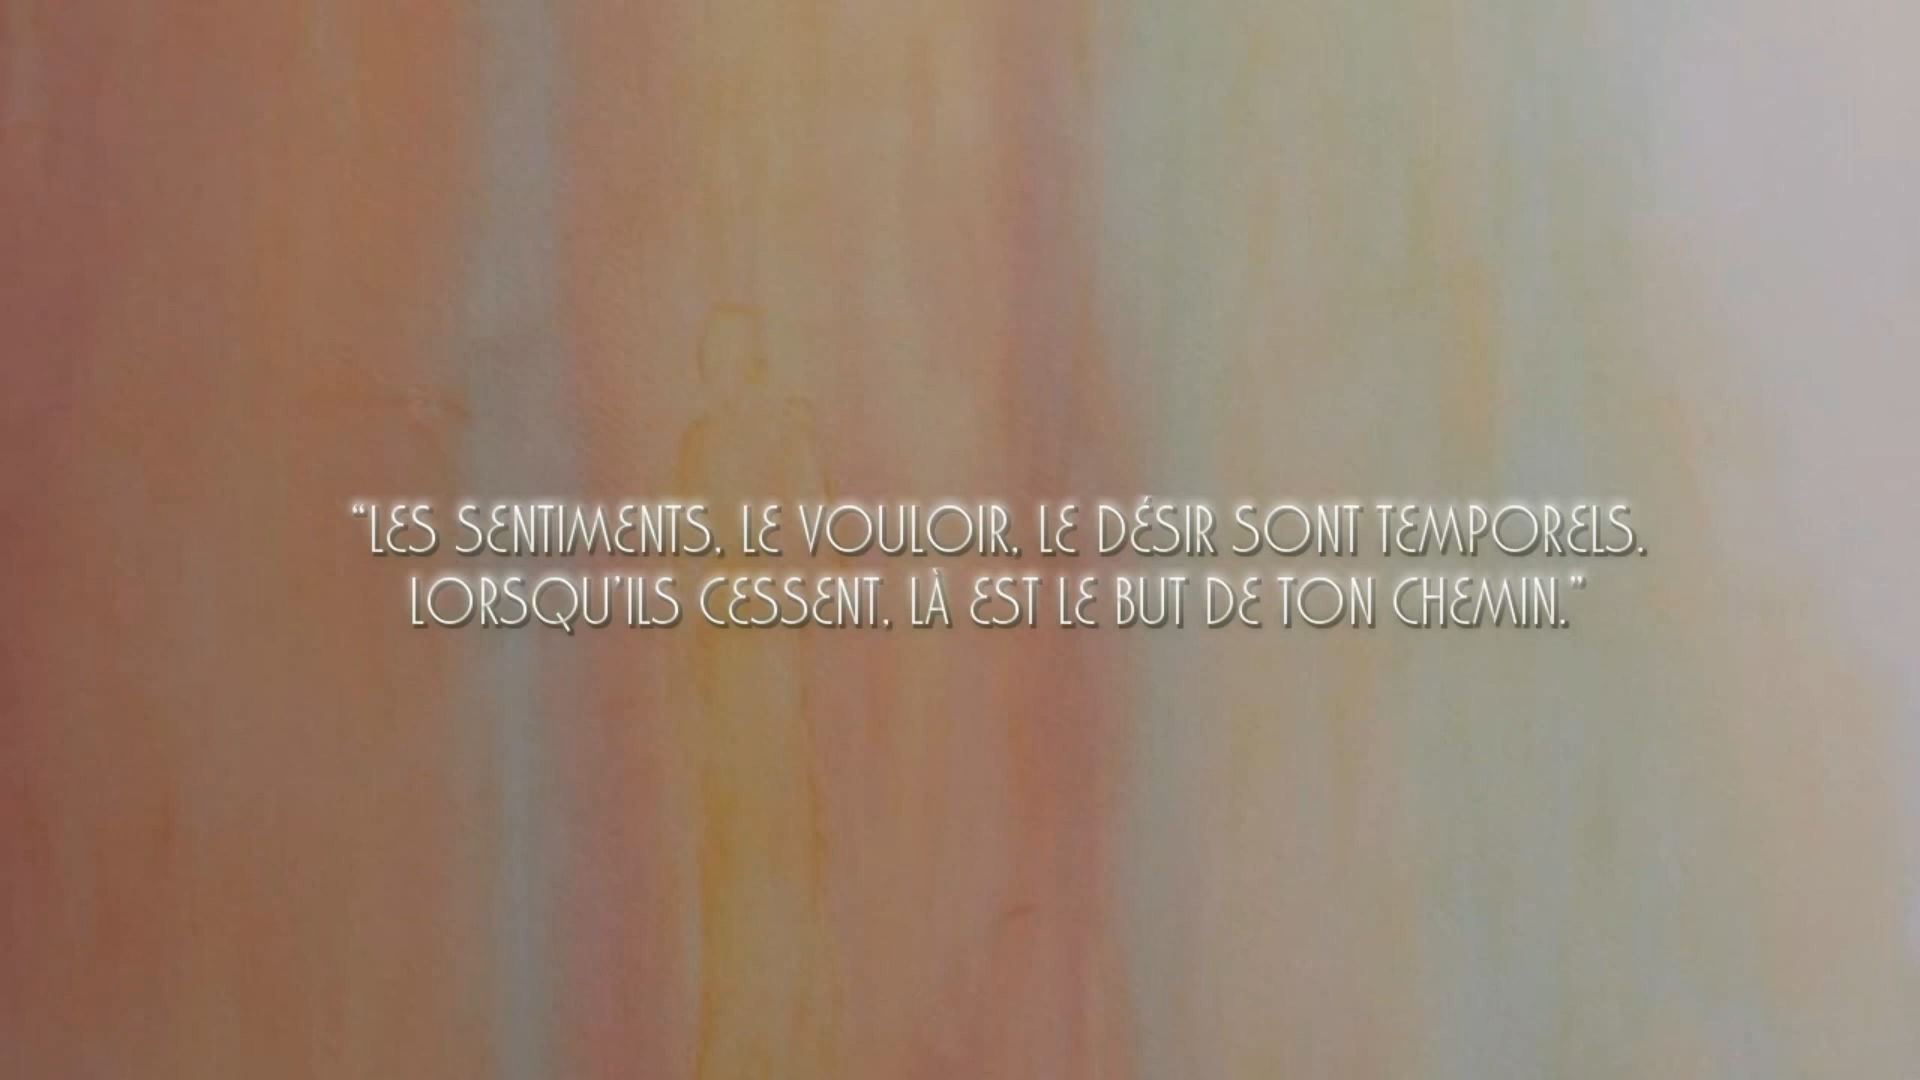 “LES SENTIMENTS, LE VOULOIR, LE DÉSIR SONT TEMPORELS.
LORSQU’ILS CESSENT, LÀ EST LE BUT DE TON CHEMIN.”